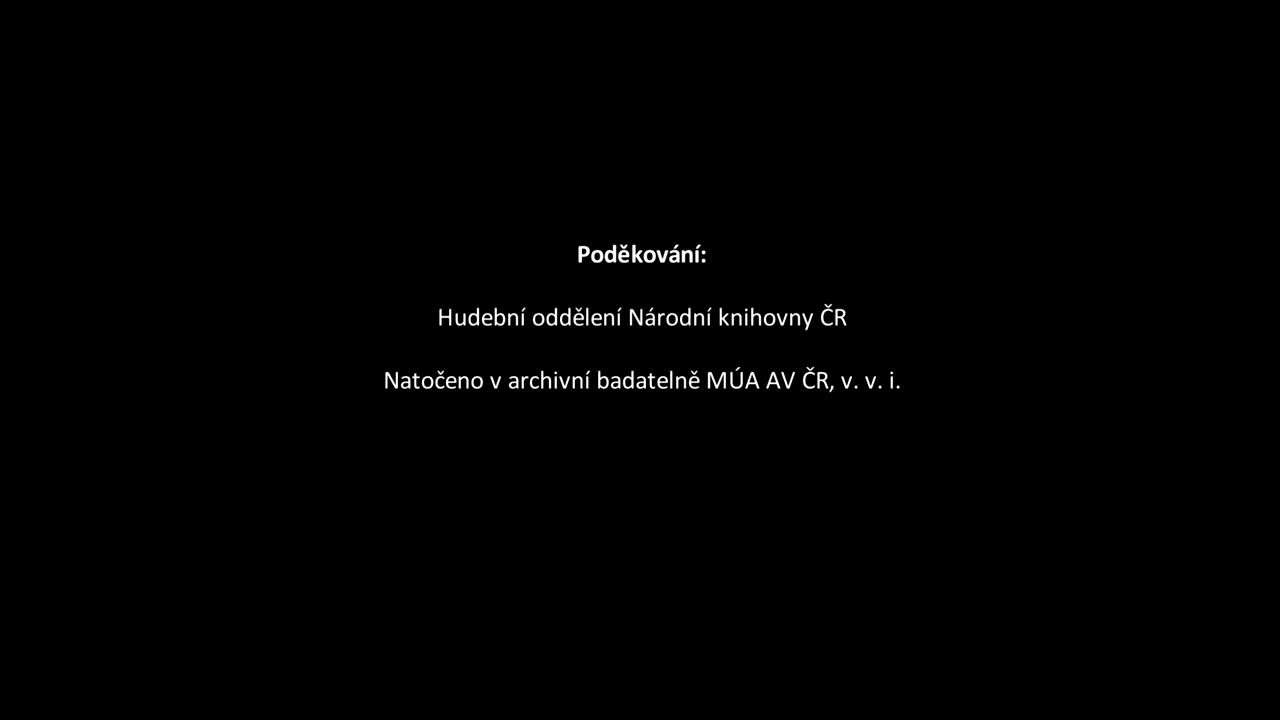 Poděkování:
Hudební oddělení Národní knihovny ČR
Natočeno v archivní badatelně MÚA AV ČR, v. v. i.